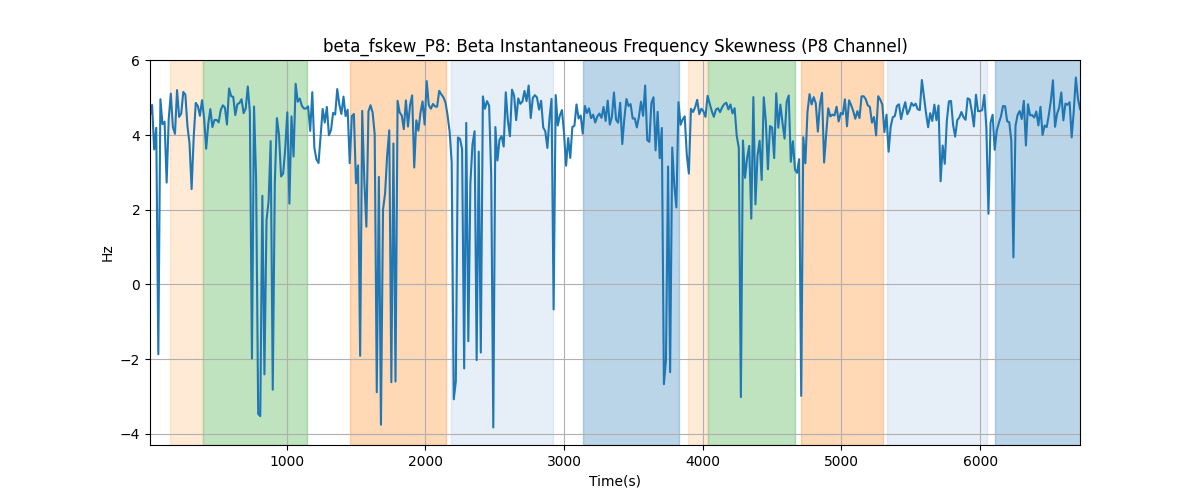 beta_fskew_P8: Beta Instantaneous Frequency Skewness (P8 Channel)
6
4
2
0
−2
−4
Hz
1000 2000 3000 4000 5000 6000
Time(s)